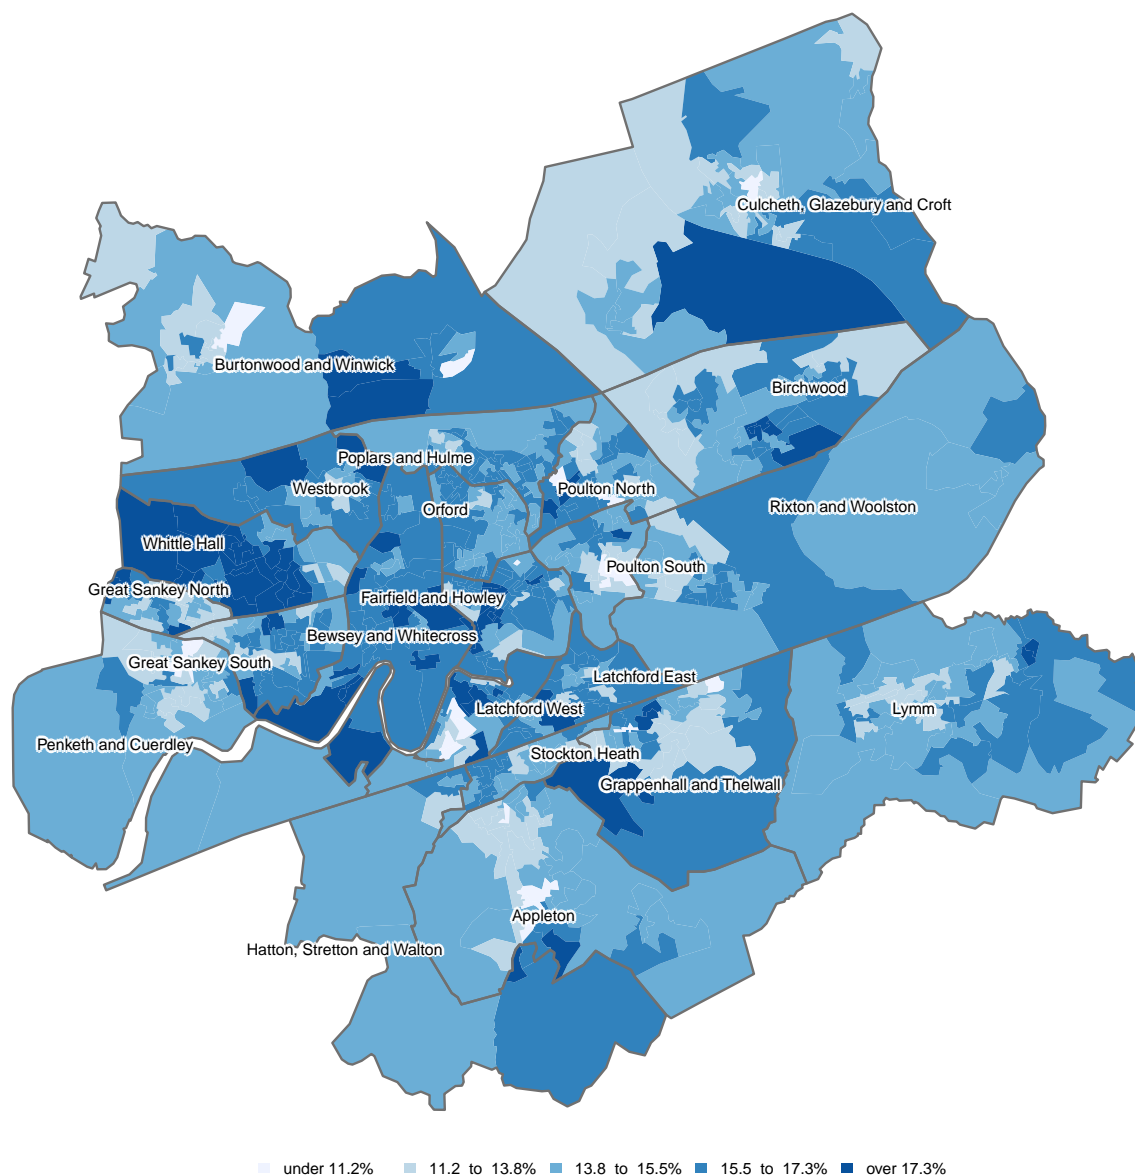 Culcheth, Glazebury and Croft
Burtonwood and Winwick
Birchwood
Poplars and Hulme
Westbrook
Poulton North
Orford
Rixton and Woolston
Whittle Hall
Poulton South
Great Sankey North
Fairfield and Howley
Bewsey and Whitecross
Great Sankey South
Latchford East
Latchford West
Lymm
Penketh and Cuerdley
Stockton Heath
Grappenhall and Thelwall
Appleton
Hatton, Stretton and Walton
under 11.2% 11.2 to 13.8% 13.8 to 15.5% 15.5 to 17.3% over 17.3%